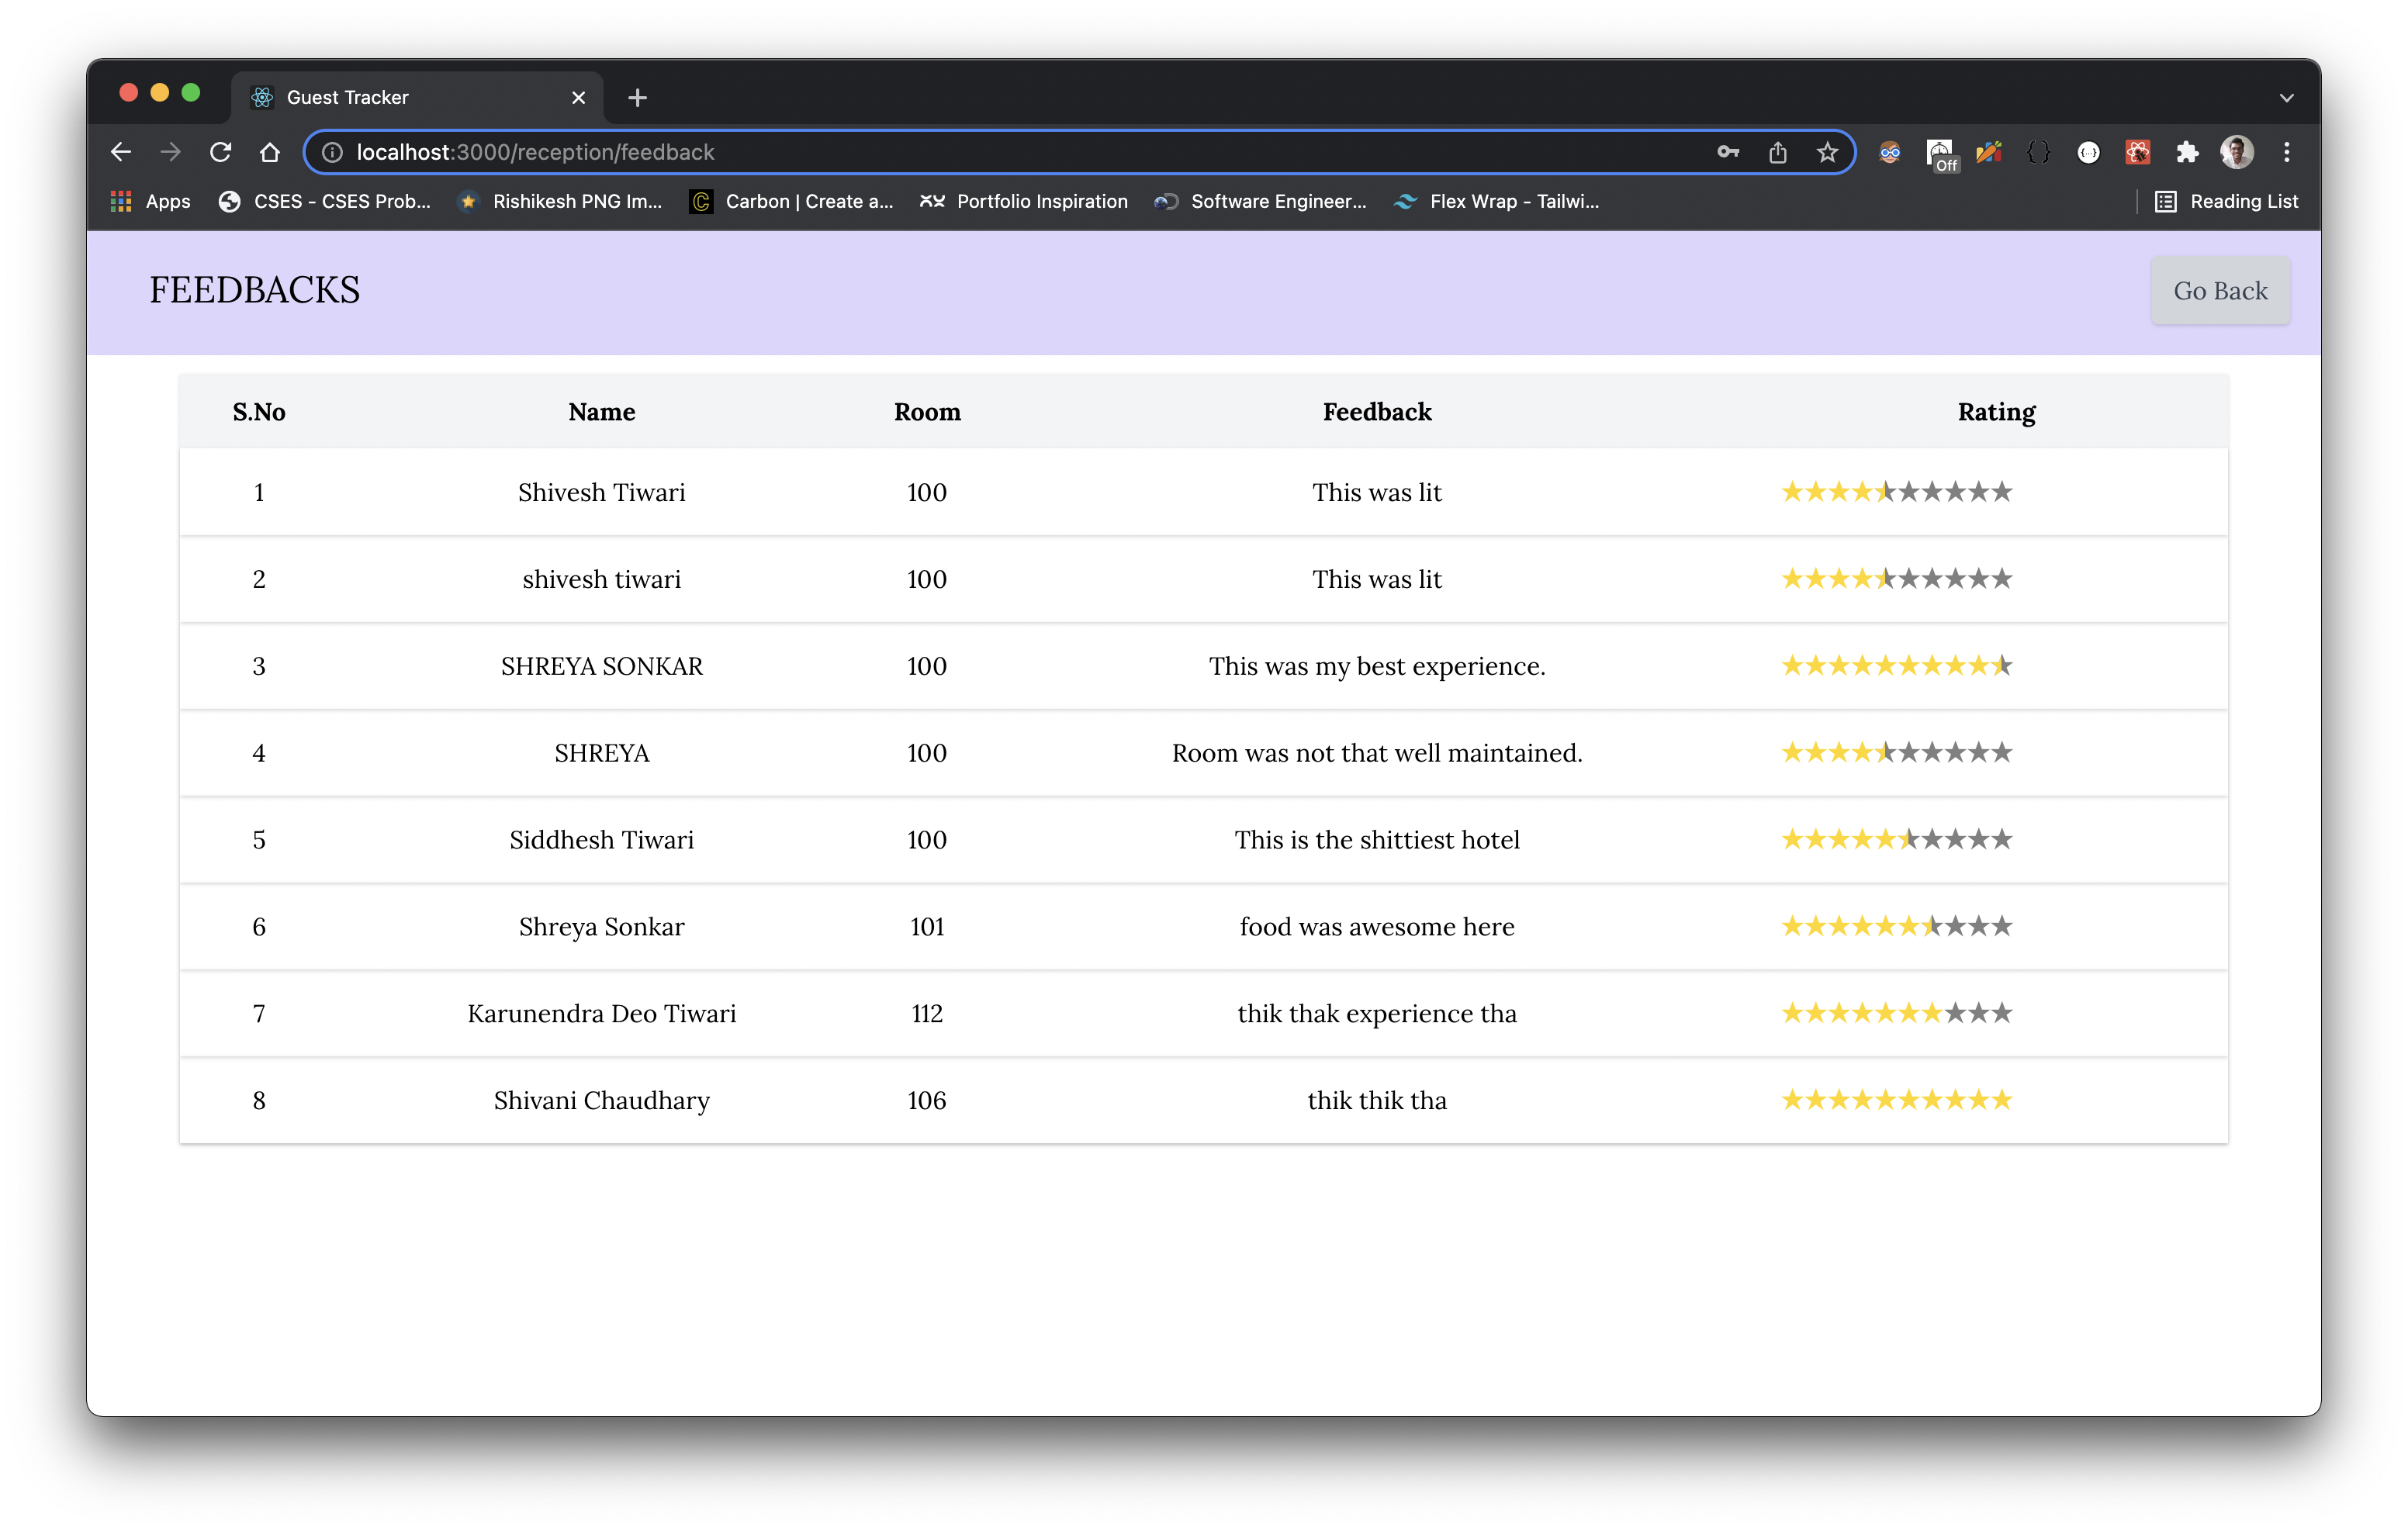 Guest Tracker
localhost:3000/reception/feedback
Off
Apps CSES - CSES Prob... Rishikesh PNG Im... Carbon | Create a... Portfolio Inspiration Software Engineer... Flex Wrap - Tailwi... Reading List
FEEDBACKS Go Back
S.No Name Room Feedback Rating
1 Shivesh Tiwari 100 This was lit
2 shivesh tiwari 100 This was lit
3 SHREYA SONKAR 100 This was my best experience.
4 SHREYA 100 Room was not that well maintained.
5 Siddhesh Tiwari 100 This is the shittiest hotel
6 Shreya Sonkar 101 food was awesome here
7 Karunendra Deo Tiwari 112 thik thak experience tha
8 Shivani Chaudhary 106 thik thik tha